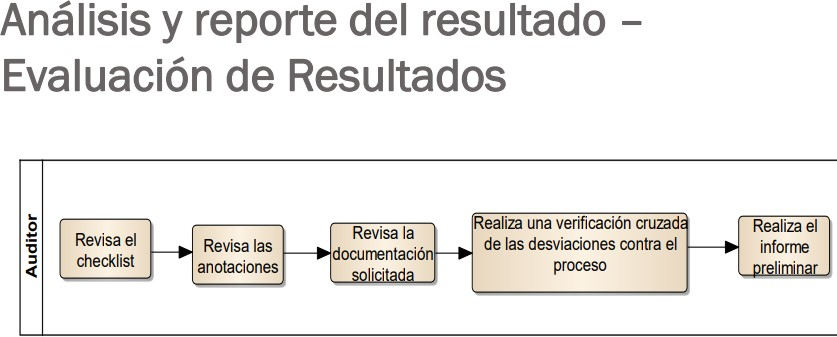 Análisis y reporte del resultado –
Evaluación de Resultados
Auditor
Revisa el
checklist
Revisa las
anotaciones
Revisa la
documentación
solicitada
Realiza una verificación cruzada
de las desviaciones contra el
proceso
Realiza el
informe
preliminar